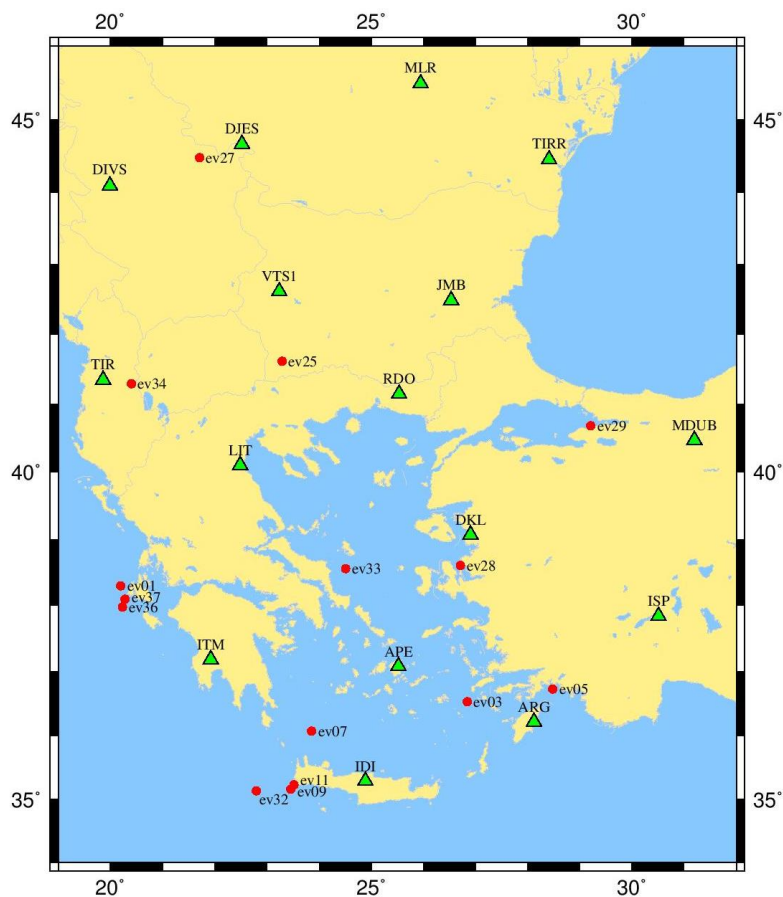 20° 25° 30°
MLR
45° 45°
DJES
TIRR
ev27
DIVS
VTS1
JMB
ev25
TIR
ev34
RDO
ev29
MDUB
LIT
40° 40°
DKL
ev33
ev28
ev01
ev37
ev36
ISP
ITM
APE
ev05
ev03
ARG
ev07
IDI
ev11
ev09
ev32
35° 35°
20° 25° 30°